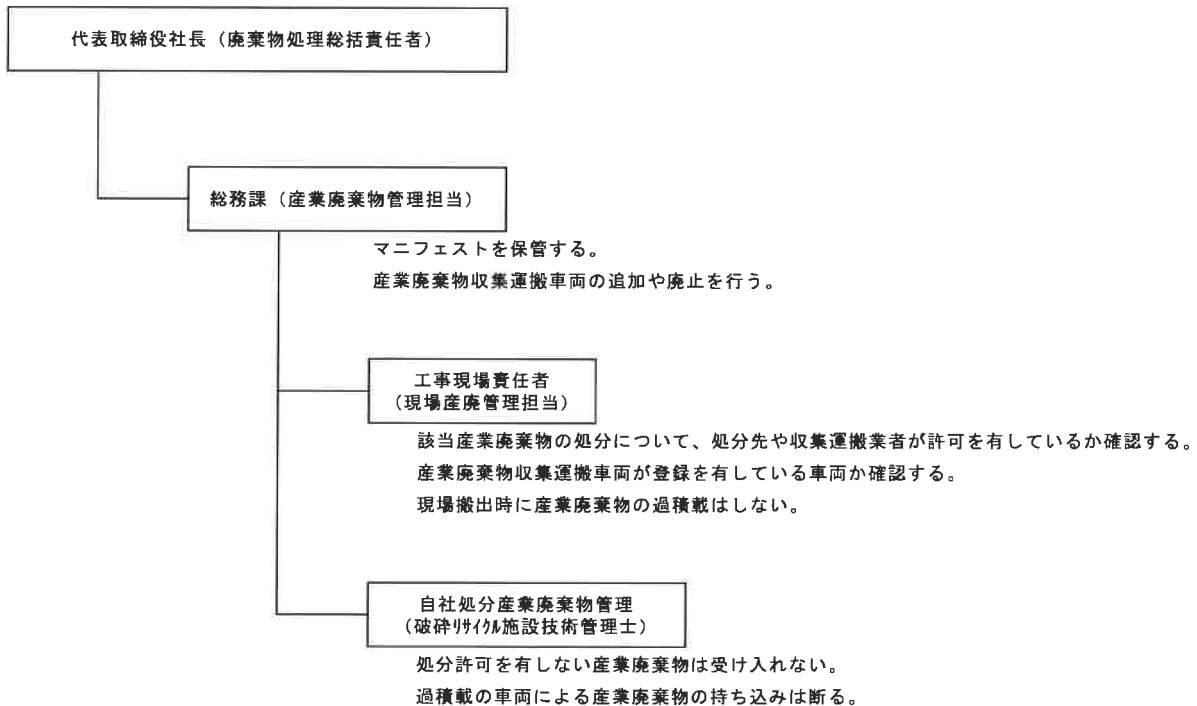 代表取締役社長（廃棄物処理総括責任者）
総務課（産業廃棄物管理担当）
マニフェストを保管する。
産業廃棄物収集運搬車両の追加や廃止を行う。
工事現場責任者
（現場産廃管理担当）
該当産業廃棄物の処分について、処分先や収集運搬業者が許可を有しているか確認する。
産業廃棄物収集運搬車両が登録を有している車両か確認する。
現場搬出時に産業廃棄物の過積載はしない。
自社処分産業廃棄物管理
（破砕ﾘｻｲｸﾙ施設技術管理士）
処分許可を有しない産業廃棄物は受け入れない。
過積載の車両による産業廃棄物の持ち込みは断る。